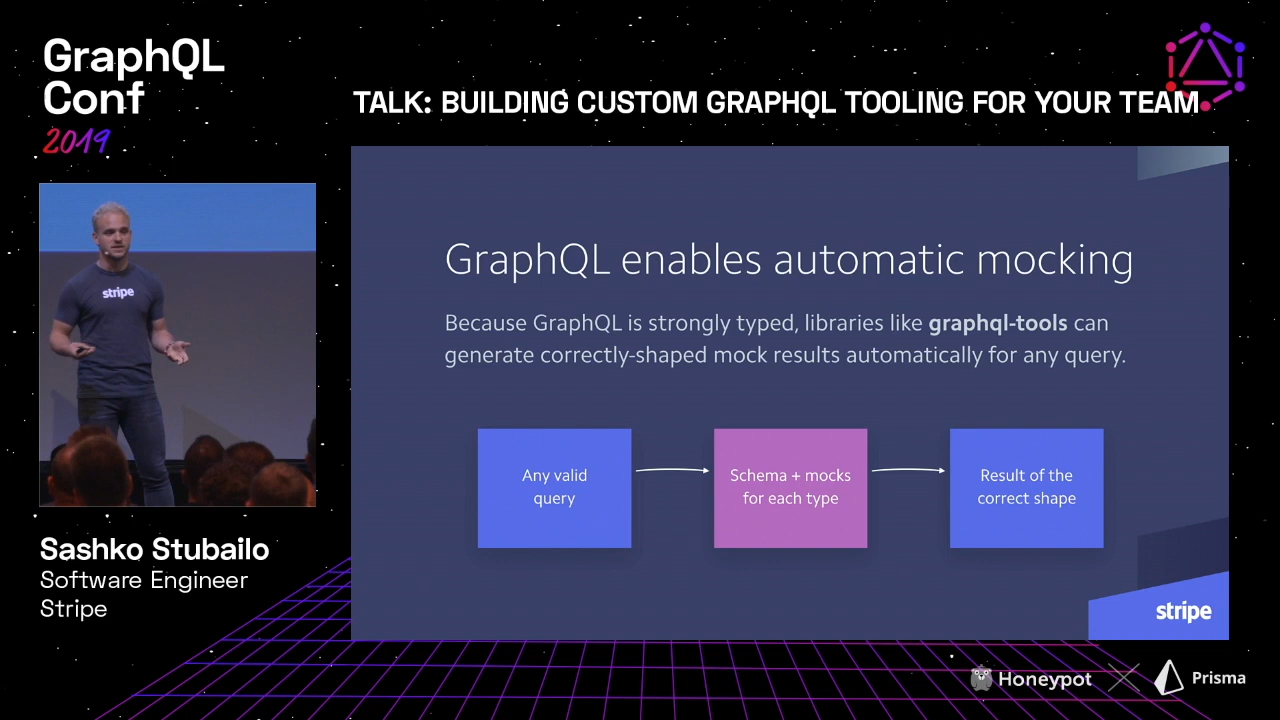 GraphQL
Conf
2019
TALK: BUILDING CUSTOM GRAPHQL TOOLING FOR YOUR TEAM
stripe
GraphQL enables automatic mocking
Because GraphQL is strongly typed, libraries like graphql-tools can
generate correctly-shaped mock results automatically for any query.
Any valid
query
Schema + mocks
for each type
Result of the
correct shape
stripe
Sashko Stubailo
Software Engineer
Stripe
Honeypot
Prisma